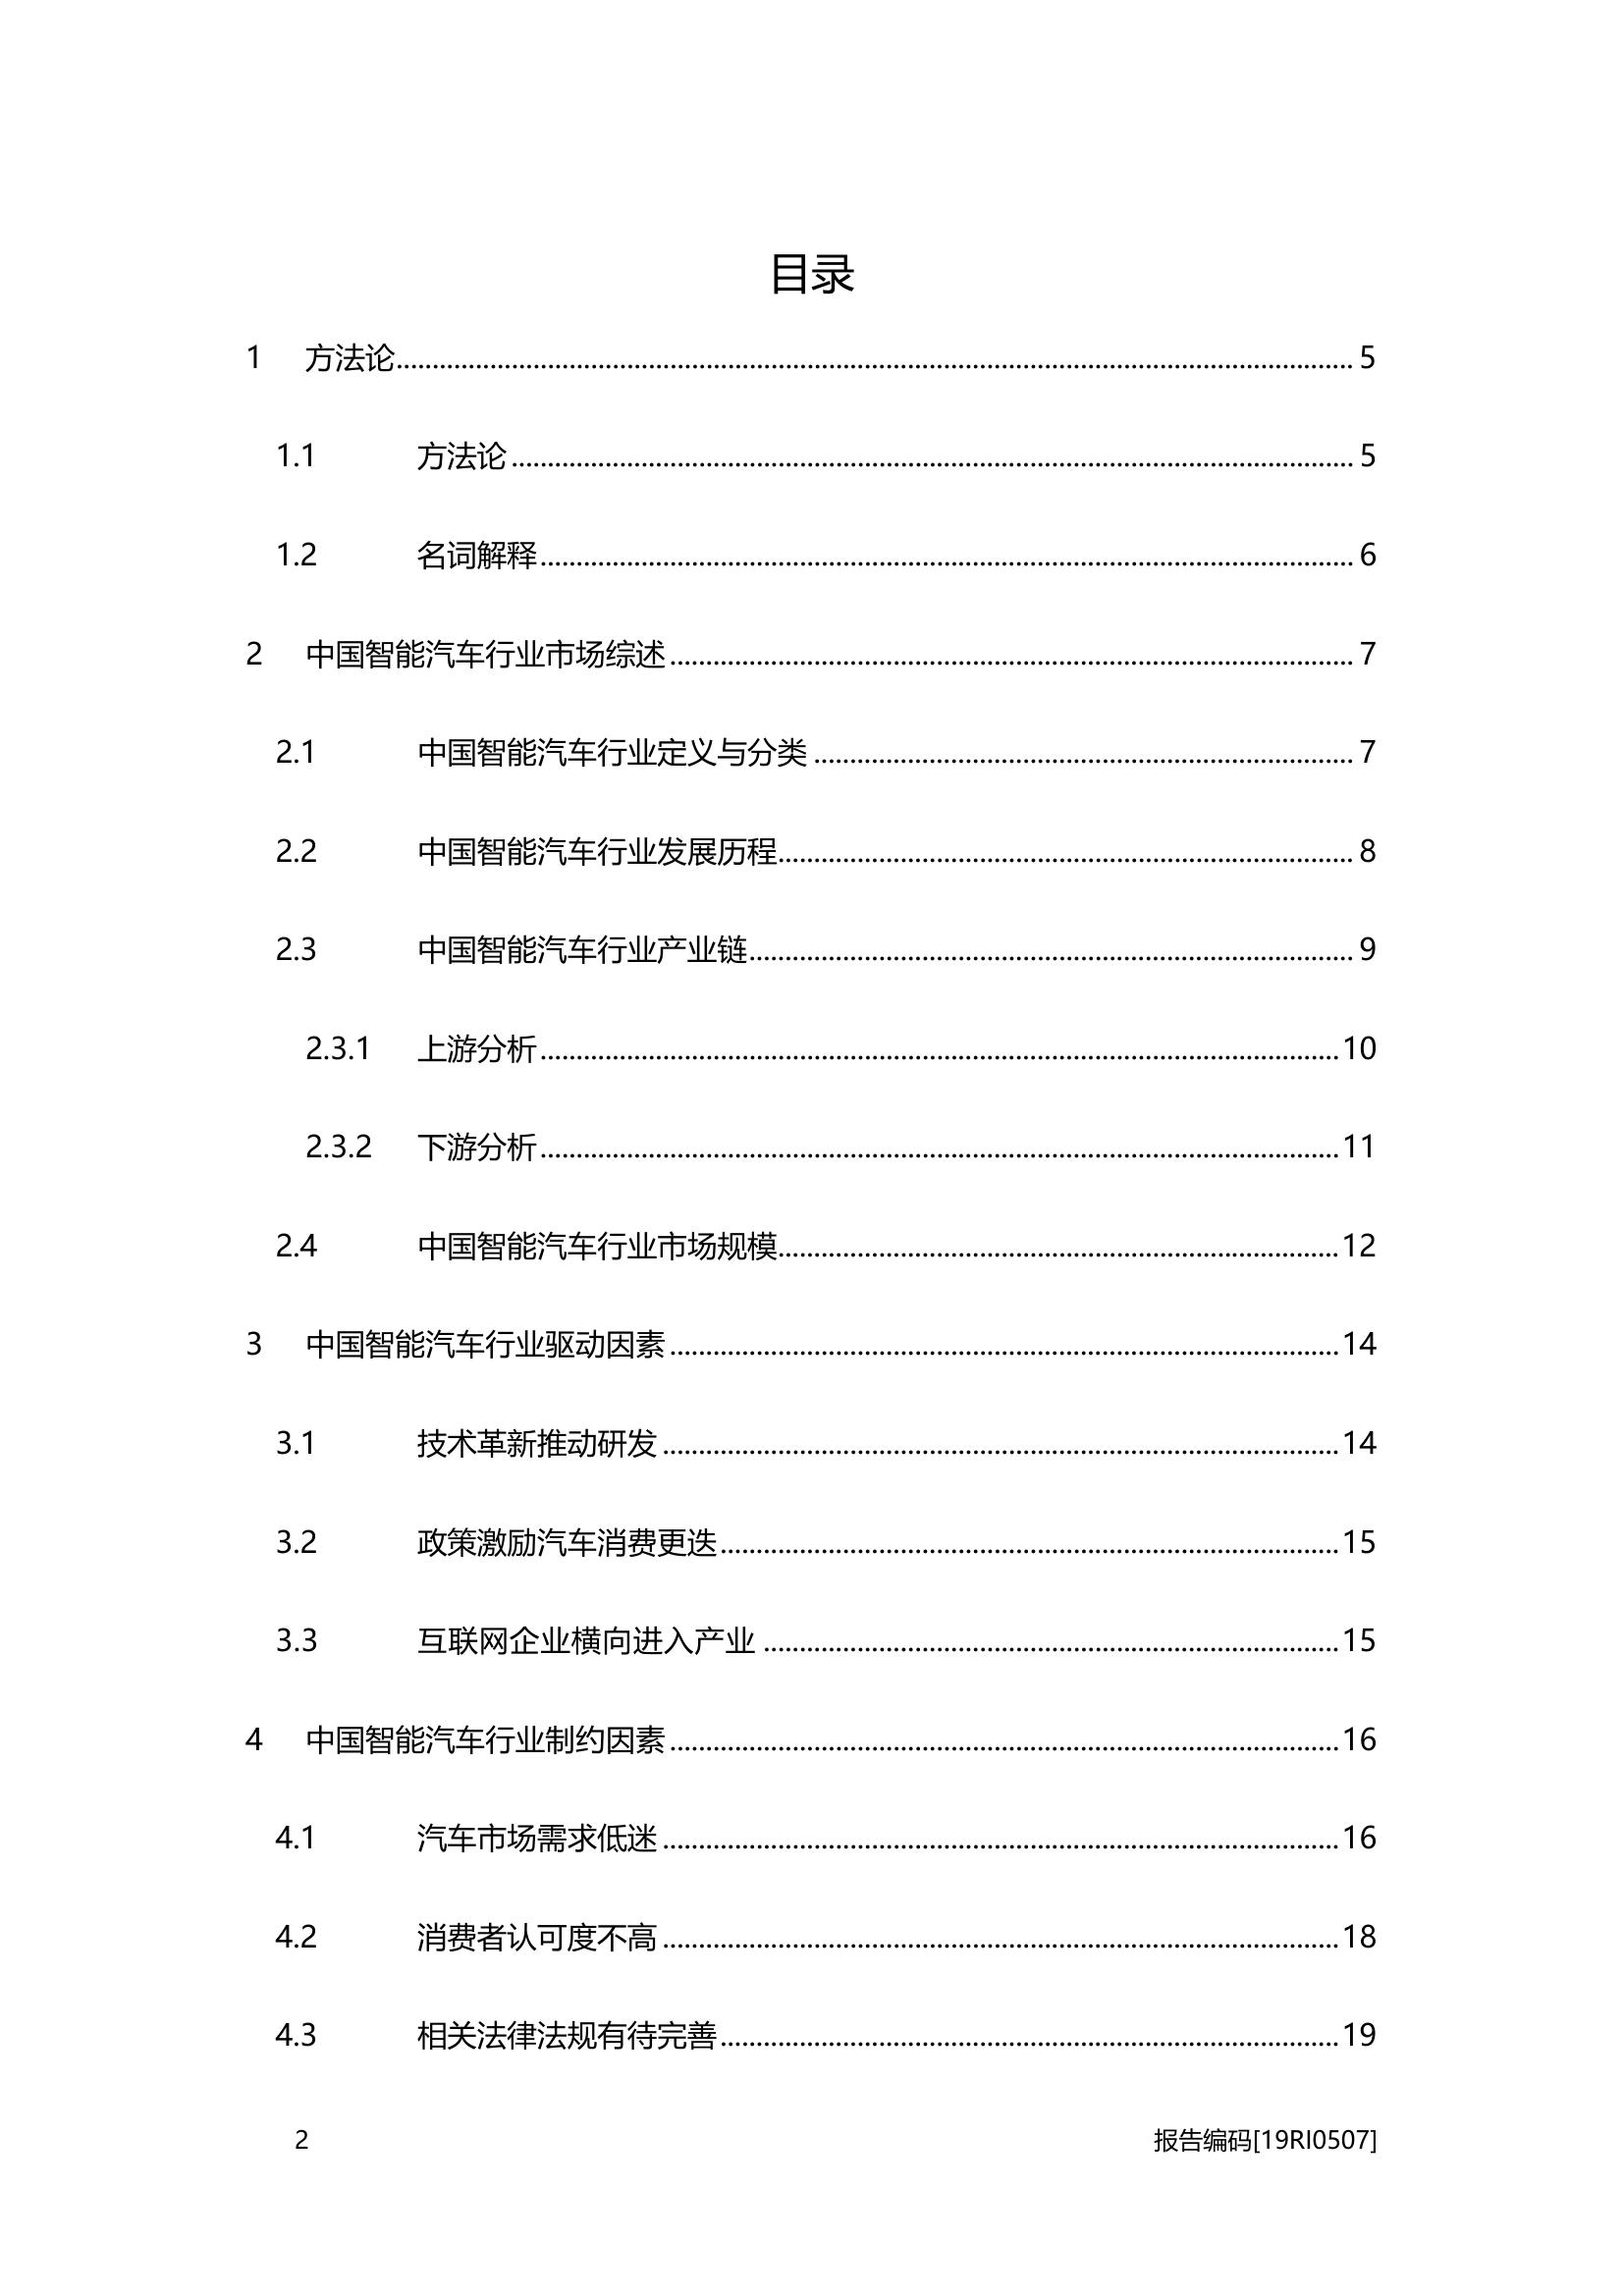 目录
1 方法论 5
1.1 方法论 5
1.2 名词解释 6
2 中国智能汽车行业市场综述 7
2.1 中国智能汽车行业定义与分类 7
2.2 中国智能汽车行业发展历程 8
2.3 中国智能汽车行业产业链 9
2.3.1 上游分析 10
2.3.2 下游分析 11
2.4 中国智能汽车行业市场规模 12
3 中国智能汽车行业驱动因素 14
3.1 技术革新推动研发 14
3.2 政策激励汽车消费更迭 15
3.3 互联网企业横向进入产业 15
4 中国智能汽车行业制约因素 16
4.1 汽车市场需求低迷 16
4.2 消费者认可度不高 18
4.3 相关法律法规有待完善 19
2 报告编码[19RI0507]